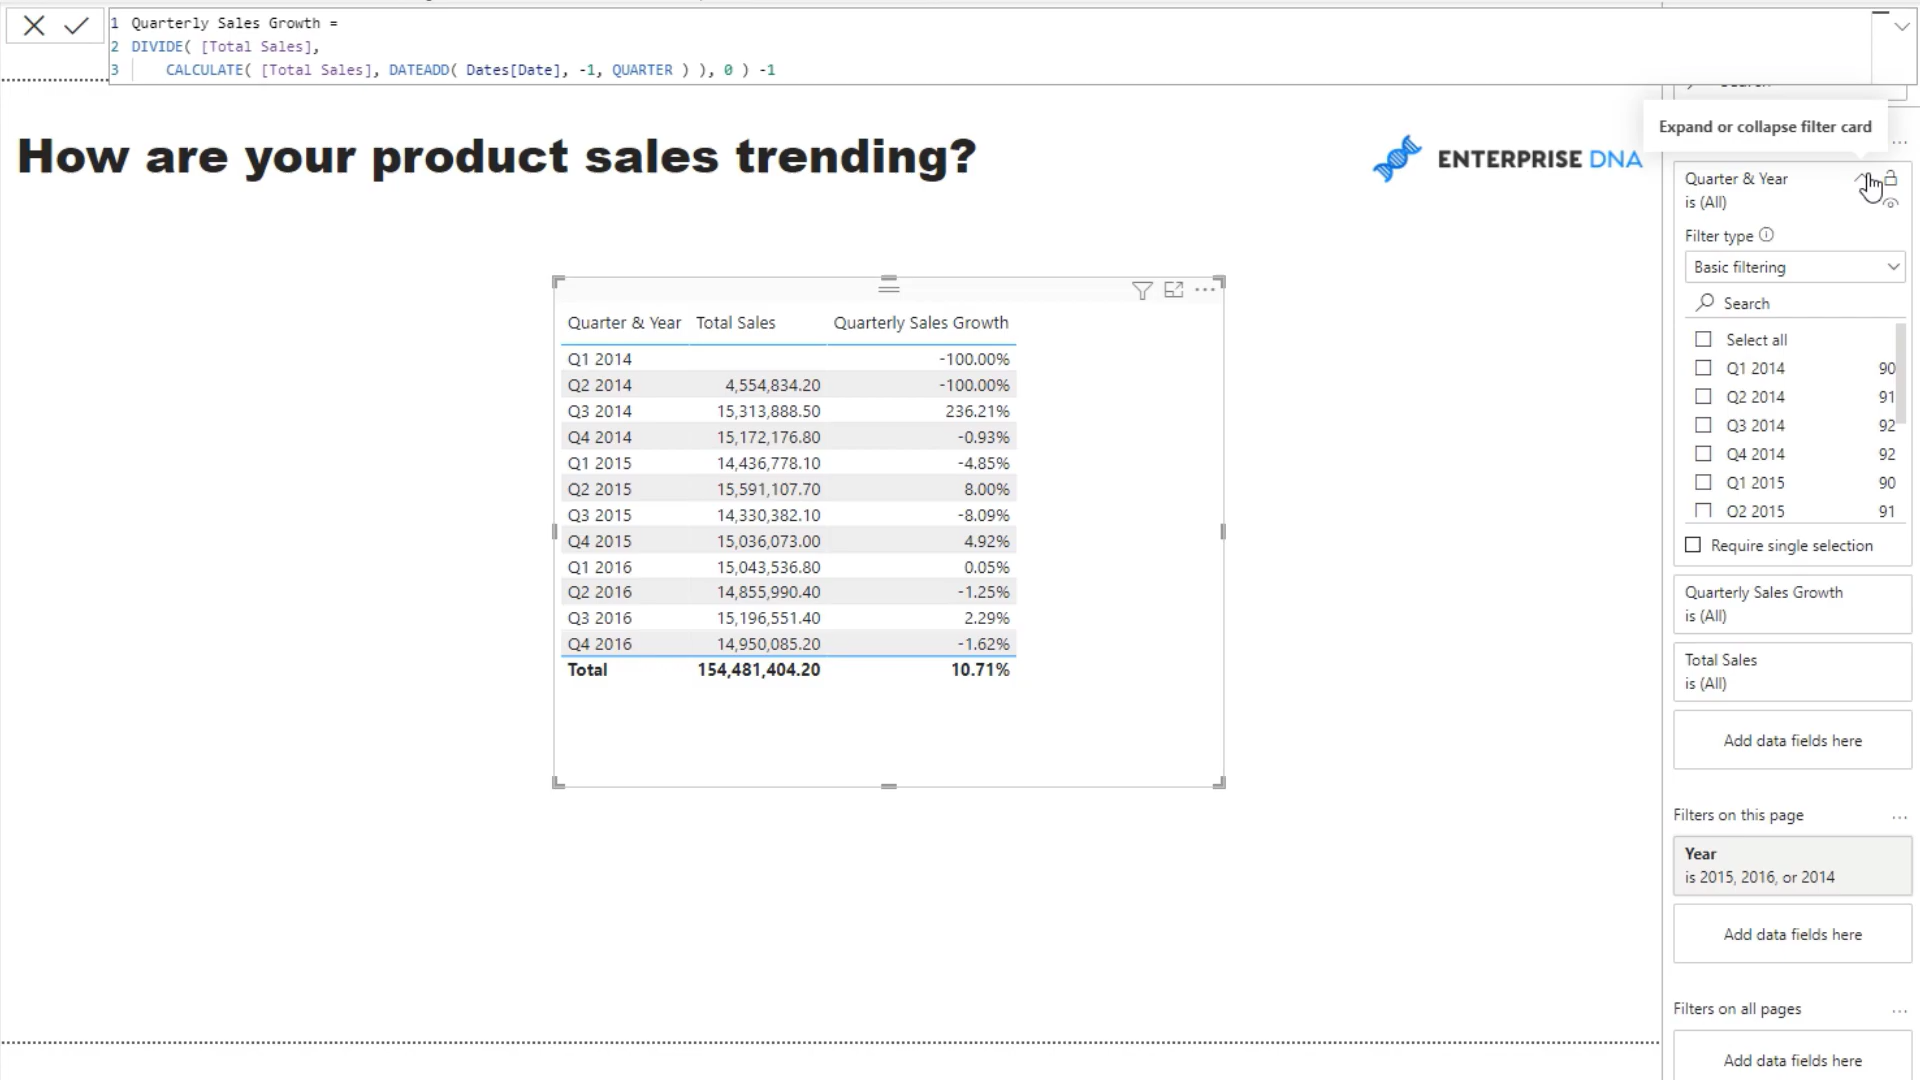 1 Quarterly Sales Growth =
2 DIVIDE( [Total Sales],
3 CALCULATE( [Total Sales], DATEADD( Dates[Date], -1, QUARTER ) ), 0 ) -1
Expand or collapse filter card
How are your product sales trending?
ENTERPRISE DNA
Quarter & Year
is (All)
Filter type
Basic filtering
Search
Select all
Q1 2014 90
Q2 2014 91
Q3 2014 92
Q4 2014 92
Q1 2015 90
Q2 2015 91
Require single selection
Quarterly Sales Growth
is (All)
Total Sales
is (All)
Add data fields here
Filters on this page
Year
is 2015, 2016, or 2014
Add data fields here
Filters on all pages
Add data fields here
Quarter & Year Total Sales Quarterly Sales Growth
Q1 2014 -100.00%
Q2 2014 4,554,834.20 -100.00%
Q3 2014 15,313,888.50 236.21%
Q4 2014 15,172,176.80 -0.93%
Q1 2015 14,436,778.10 -4.85%
Q2 2015 15,591,107.70 8.00%
Q3 2015 14,330,382.10 -8.09%
Q4 2015 15,036,073.00 4.92%
Q1 2016 15,043,536.80 0.05%
Q2 2016 14,855,990.40 -1.25%
Q3 2016 15,196,551.40 2.29%
Q4 2016 14,950,085.20 -1.62%
Total 154,481,404.20 10.71%